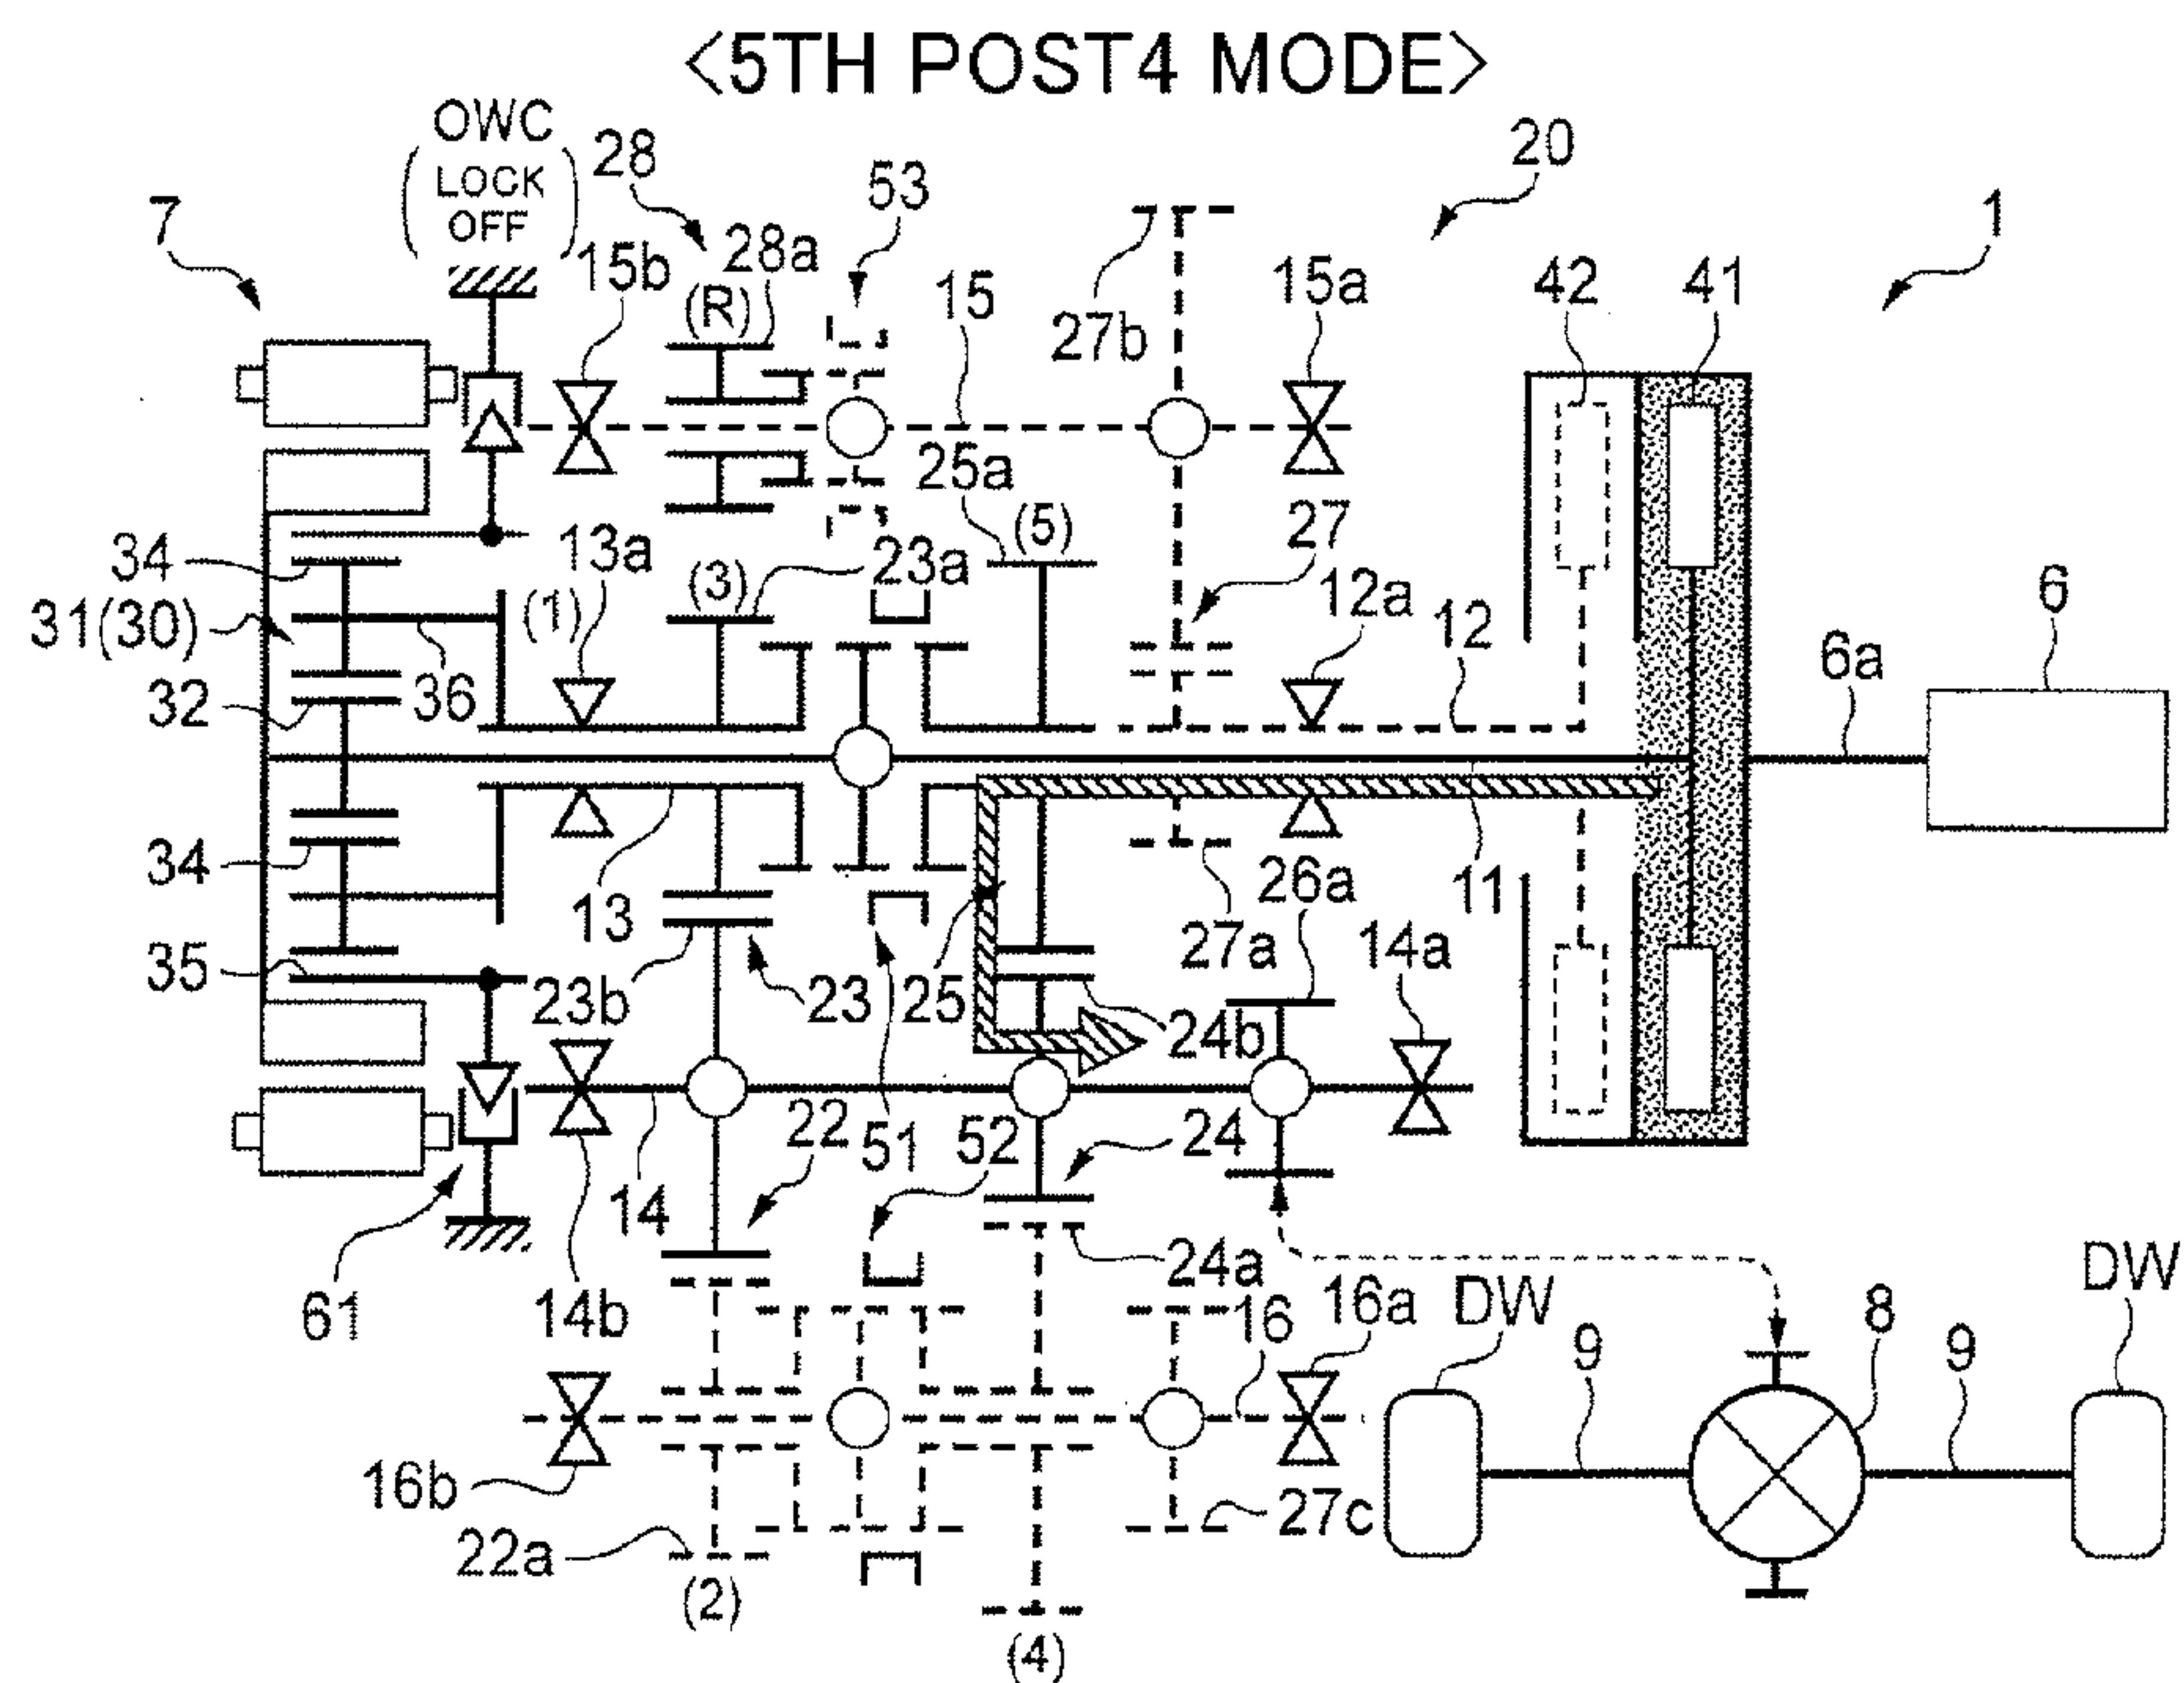 <5TH POST4 MODE>
OWC
LOCK
OFF
28
53
20
1
7
15b
28a
(R)
15
27b
15a
42
41
25a
(5)
27
34
13a
(3)
23a
12a
12
6
31(30)
(1)
6a
32
36
34
13
26a
11
35
23b
23
25
27a
14a
24b
14
22
51
52
24
61
14b
24a
16
16a
DW
8
DW
9
9
16b
22a
27c
(2)
(4)